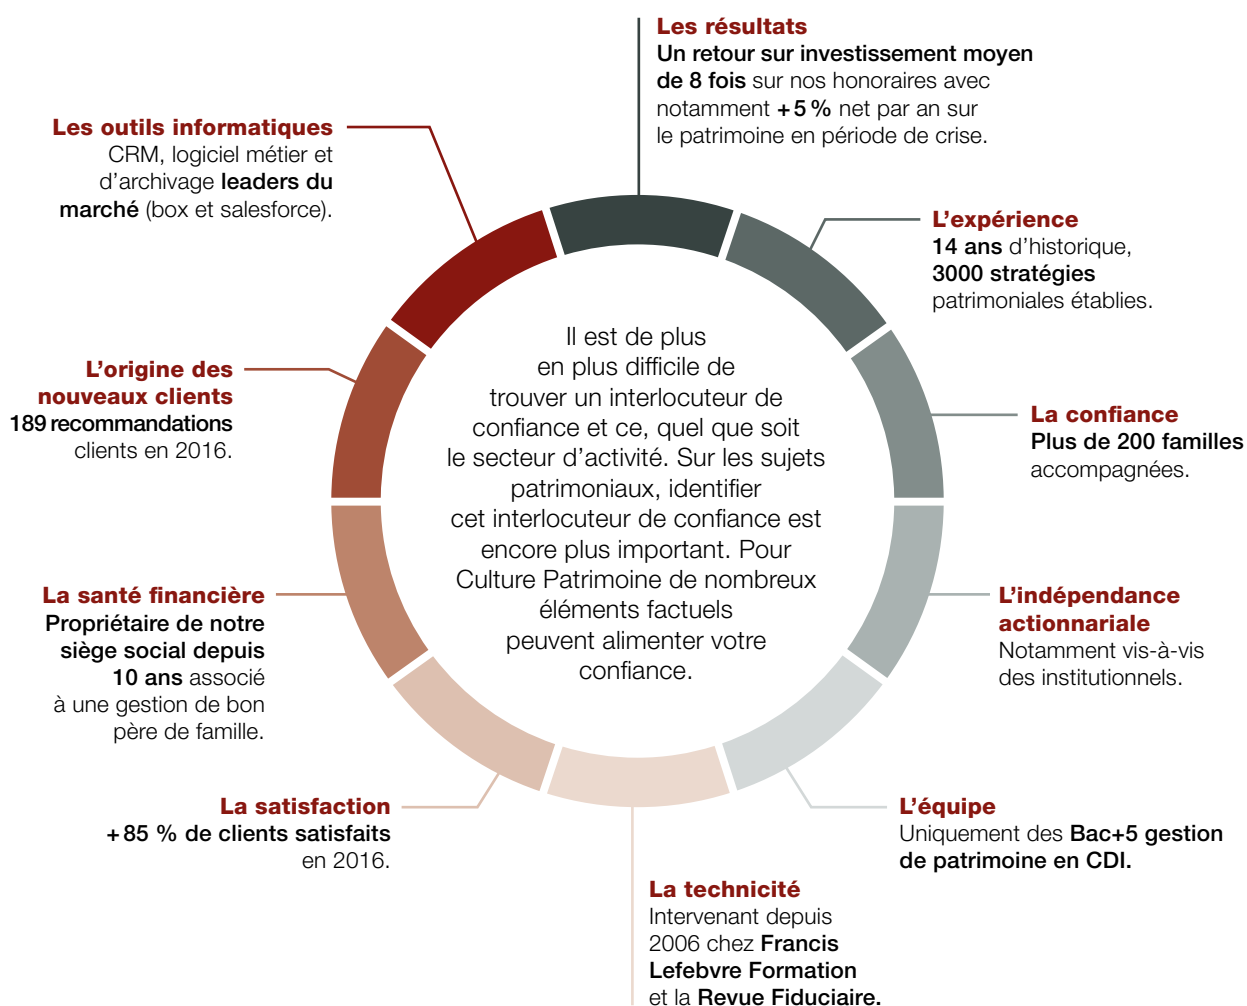 Les résultats
Un retour sur investissement moyen
de 8 fois sur nos honoraires avec
notamment +5 % net par an sur
le patrimoine en période de crise.
L'expérience
14 ans d'historique,
3000 stratégies
patrimoniales établies.
La confiance
Plus de 200 familles
accompagnées.
L'indépendance
actionnariale
Notamment vis-à-vis
des institutionnels.
L'équipe
Uniquement des Bac+5 gestion
de patrimoine en CDI.
La technicité
Intervenant depuis
2006 chez Francis
Lefebvre Formation
et la Revue Fiduciaire.
La satisfaction
+85 % de clients satisfaits
en 2016.
La santé financière
Propriétaire de notre
siège social depuis
10 ans associé
à une gestion de bon
père de famille.
L'origine des
nouveaux clients
189 recommandations
clients en 2016.
Les outils informatiques
CRM, logiciel métier et
d'archivage leaders du
marché (box et salesforce).
Il est de plus
en plus difficile de
trouver un interlocuteur de
confiance et ce, quel que soit
le secteur d'activité. Sur les sujets
patrimoniaux, identifier
cet interlocuteur de confiance est
encore plus important. Pour
Culture Patrimoine de nombreux
éléments factuels
peuvent alimenter votre
confiance.